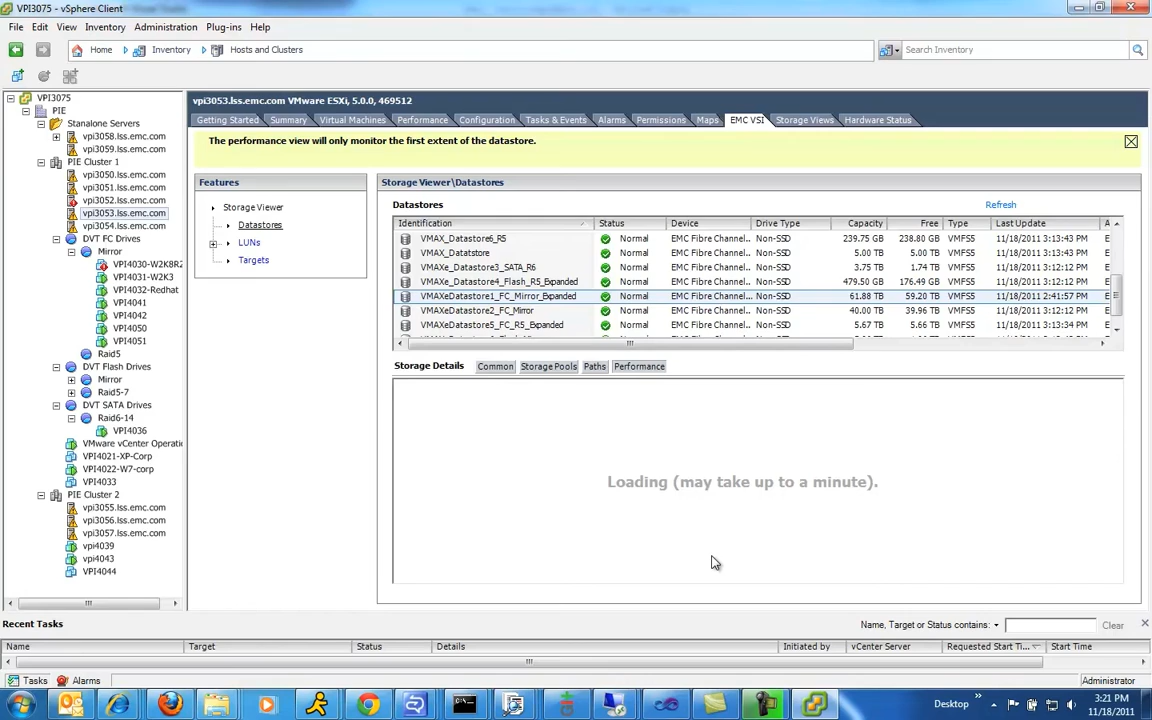 VPI3075 - vSphere Client
File Edit View Inventory Administration Plug-ins Help
Home Inventory Hosts and Clusters
Search Inventory
VPI3075
PIE
Stanalone Servers
vpi3058.lss.emc.com
vpi3059.lss.emc.com
PIE Cluster 1
vpi3050.lss.emc.com
vpi3051.lss.emc.com
vpi3052.lss.emc.com
vpi3053.lss.emc.com
vpi3054.lss.emc.com
DVT FC Drives
Mirror
VPI4030-W2K8R2
VPI4031-W2K3
VPI4032-Redhat
VPI4041
VPI4042
VPI4050
VPI4051
Raid5
DVT Flash Drives
Mirror
Raid5-7
DVT SATA Drives
Raid6-14
VPI4036
VMware vCenter Operatio
VPI4021-XP-Corp
VPI4022-W7-corp
VPI4033
PIE Cluster 2
vpi3055.lss.emc.com
vpi3056.lss.emc.com
vpi3057.lss.emc.com
vpi4039
vpi4043
VPI4044
vpi3053.lss.emc.com VMware ESXi, 5.0.0, 469512
Getting Started Summary Virtual Machines Performance Configuration Tasks & Events Alarms Permissions Maps EMC VSI Storage Views Hardware Status
The performance view will only monitor the first extent of the datastore.
Features
Storage Viewer
Datastores
LUNs
Targets
Storage Viewer\Datastores
Datastores
Refresh
Identification Status Device Drive Type Capacity Free Type Last Update A
VMAX_Datastore6_R5 Normal EMC Fibre Channel... Non-SSD 239.75 GB 238.80 GB VMFS5 11/18/2011 3:13:43 PM E
VMAX_Datatstore Normal EMC Fibre Channel... Non-SSD 5.00 TB 5.00 TB VMFS5 11/18/2011 3:13:43 PM E
VMAXe_Datastore3_SATA_R6 Normal EMC Fibre Channel... Non-SSD 3.75 TB 1.74 TB VMFS5 11/18/2011 3:12:12 PM E
VMAXe_Datastore4_Flash_R5_Expanded Normal EMC Fibre Channel... Non-SSD 479.50 GB 176.49 GB VMFS5 11/18/2011 3:12:12 PM E
VMAXeDatastore1_FC_Mirror_Expanded Normal EMC Fibre Channel... Non-SSD 61.88 TB 59.20 TB VMFS5 11/18/2011 2:41:57 PM E
VMAXeDatastore2_FC_Mirror Normal EMC Fibre Channel... Non-SSD 40.00 TB 39.96 TB VMFS5 11/18/2011 3:12:12 PM E
VMAXeDatastore5_FC_R5_Expanded Normal EMC Fibre Channel... Non-SSD 5.67 TB 5.66 TB VMFS5 11/18/2011 3:13:34 PM E
Storage Details Common Storage Pools Paths Performance
Loading (may take up to a minute).
Recent Tasks
Name, Target or Status contains: Clear
Name Target Status Details Initiated by vCenter Server Requested Start Ti... Start Time
Tasks Alarms
Administrator
Desktop
3:21 PM
11/18/2011